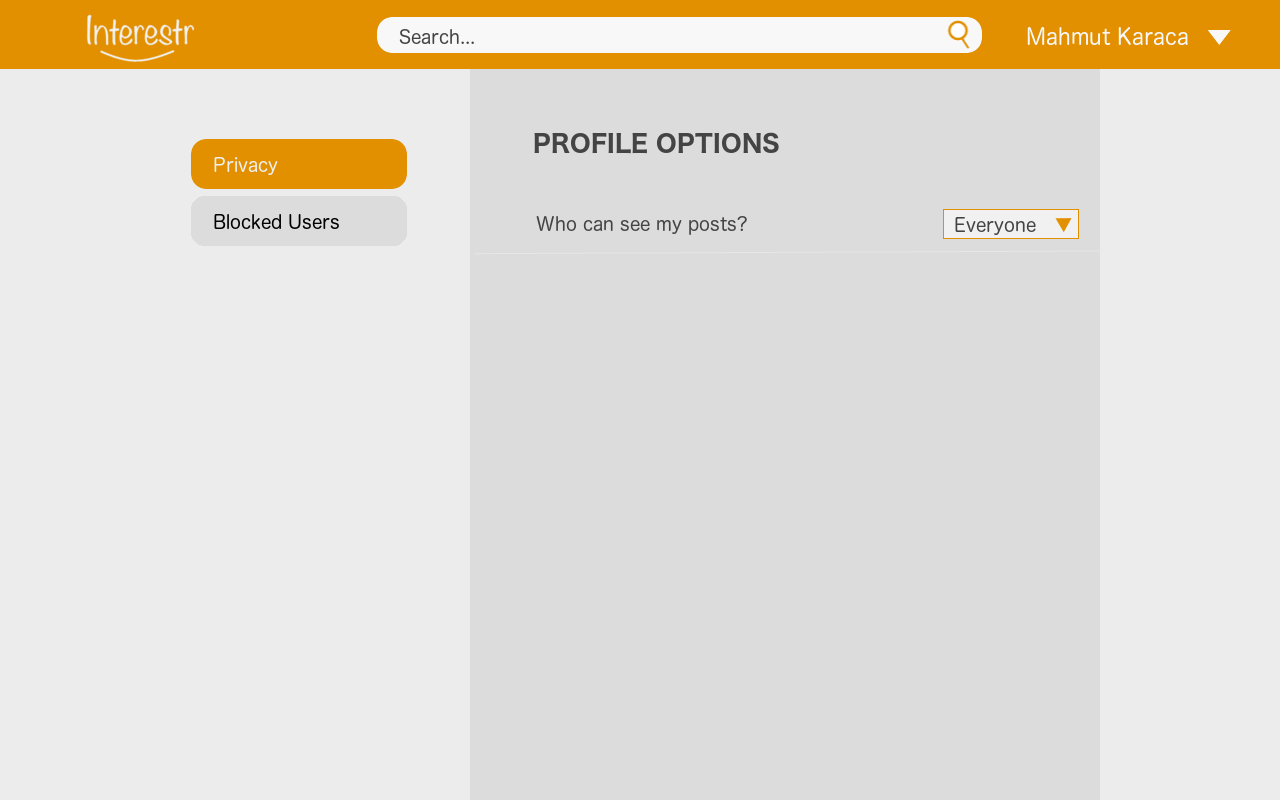 Interestr
Search...
Mahmut Karaca
Privacy
Blocked Users
PROFILE OPTIONS
Who can see my posts?
Everyone